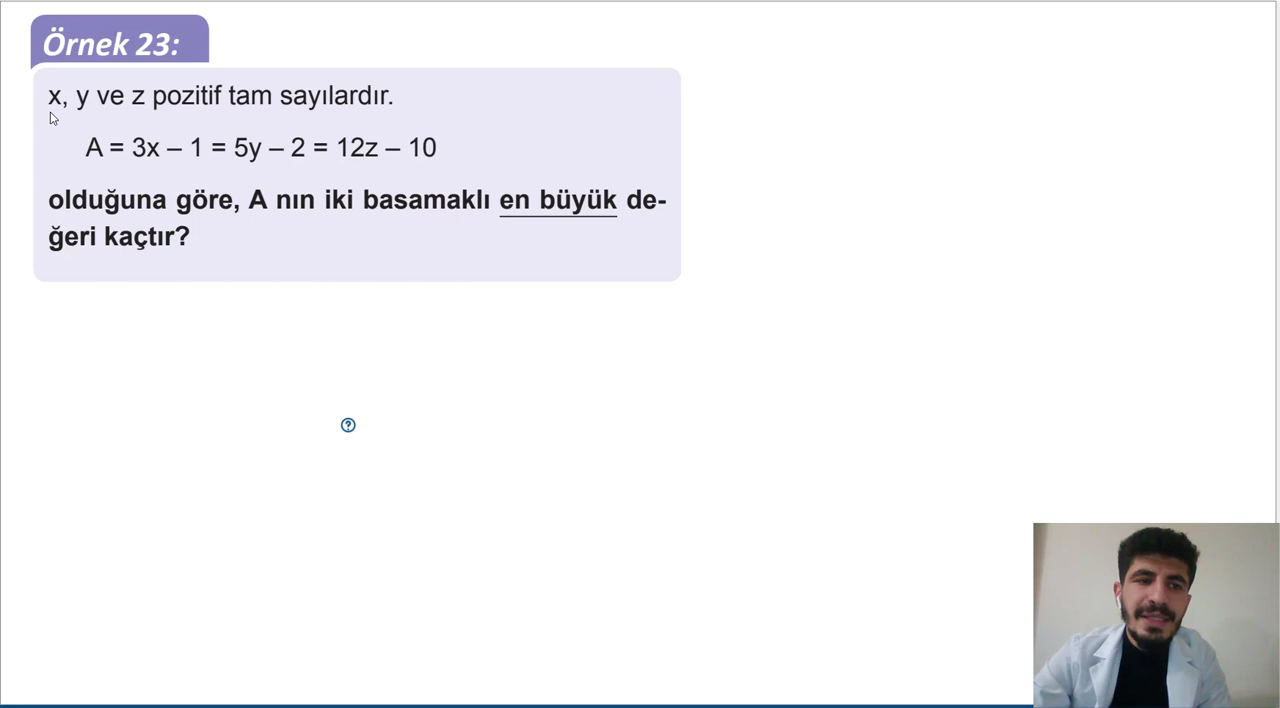 Örnek 23:
x, y ve z pozitif tam sayılardır.
A = 3x – 1 = 5y – 2 = 12z – 10
olduğuna göre, A nın iki basamaklı en büyük de-
ğeri kaçtır?
?